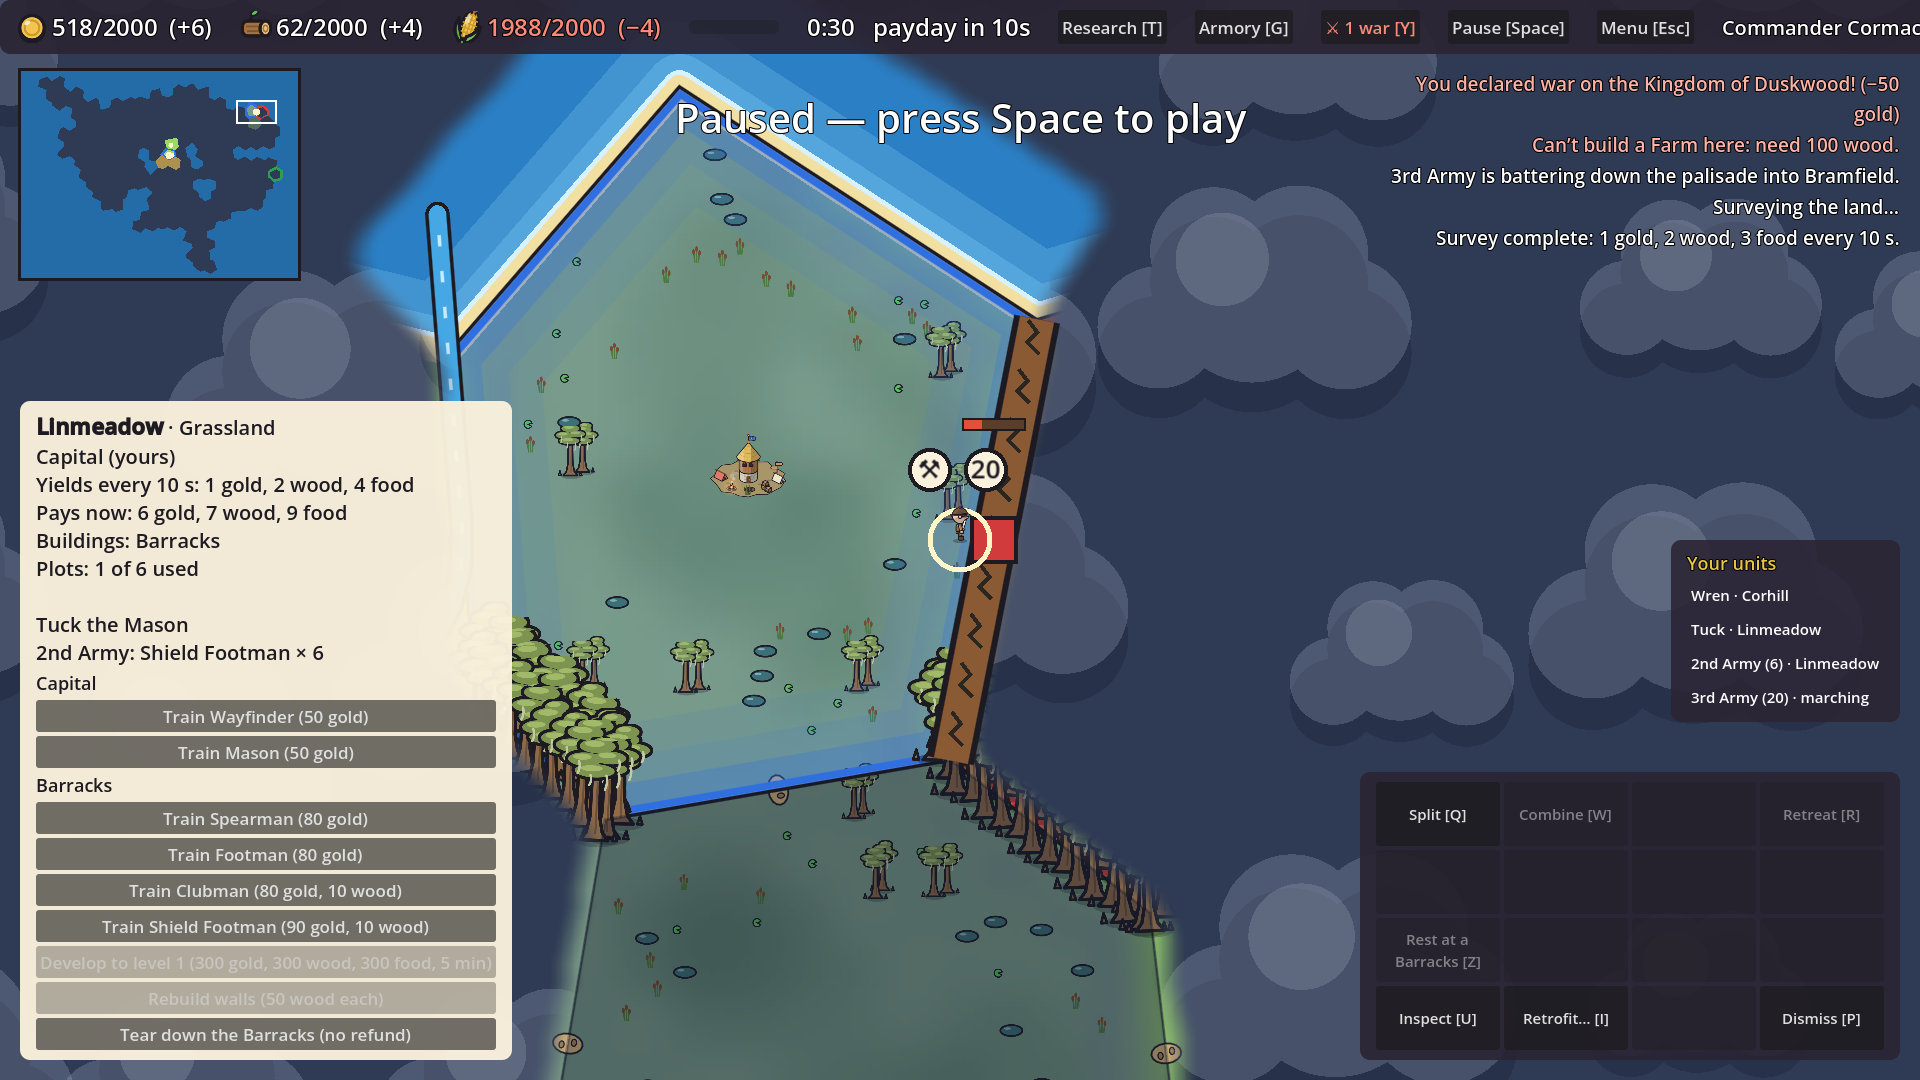 518/2000 (+6)
62/2000 (+4)
1988/2000 (−4)
0:30 payday in 10s
Research [T]
Armory [G]
⚔ 1 war [Y]
Pause [Space]
Menu [Esc]
Commander Cormac
Paused — press Space to play
You declared war on the Kingdom of Duskwood! (−50
gold)
Can’t build a Farm here: need 100 wood.
3rd Army is battering down the palisade into Bramfield.
Surveying the land…
Survey complete: 1 gold, 2 wood, 3 food every 10 s.
Linmeadow · Grassland
Capital (yours)
Yields every 10 s: 1 gold, 2 wood, 4 food
Pays now: 6 gold, 7 wood, 9 food
Buildings: Barracks
Plots: 1 of 6 used
Tuck the Mason
2nd Army: Shield Footman × 6
Capital
Train Wayfinder (50 gold)
Train Mason (50 gold)
Barracks
Train Spearman (80 gold)
Train Footman (80 gold)
Train Clubman (80 gold, 10 wood)
Train Shield Footman (90 gold, 10 wood)
Develop to level 1 (300 gold, 300 wood, 300 food, 5 min)
Rebuild walls (50 wood each)
Tear down the Barracks (no refund)
20
Your units
Wren · Corhill
Tuck · Linmeadow
2nd Army (6) · Linmeadow
3rd Army (20) · marching
Split [Q]
Combine [W]
Retreat [R]
Rest at a
Barracks [Z]
Inspect [U]
Retrofit… [I]
Dismiss [P]